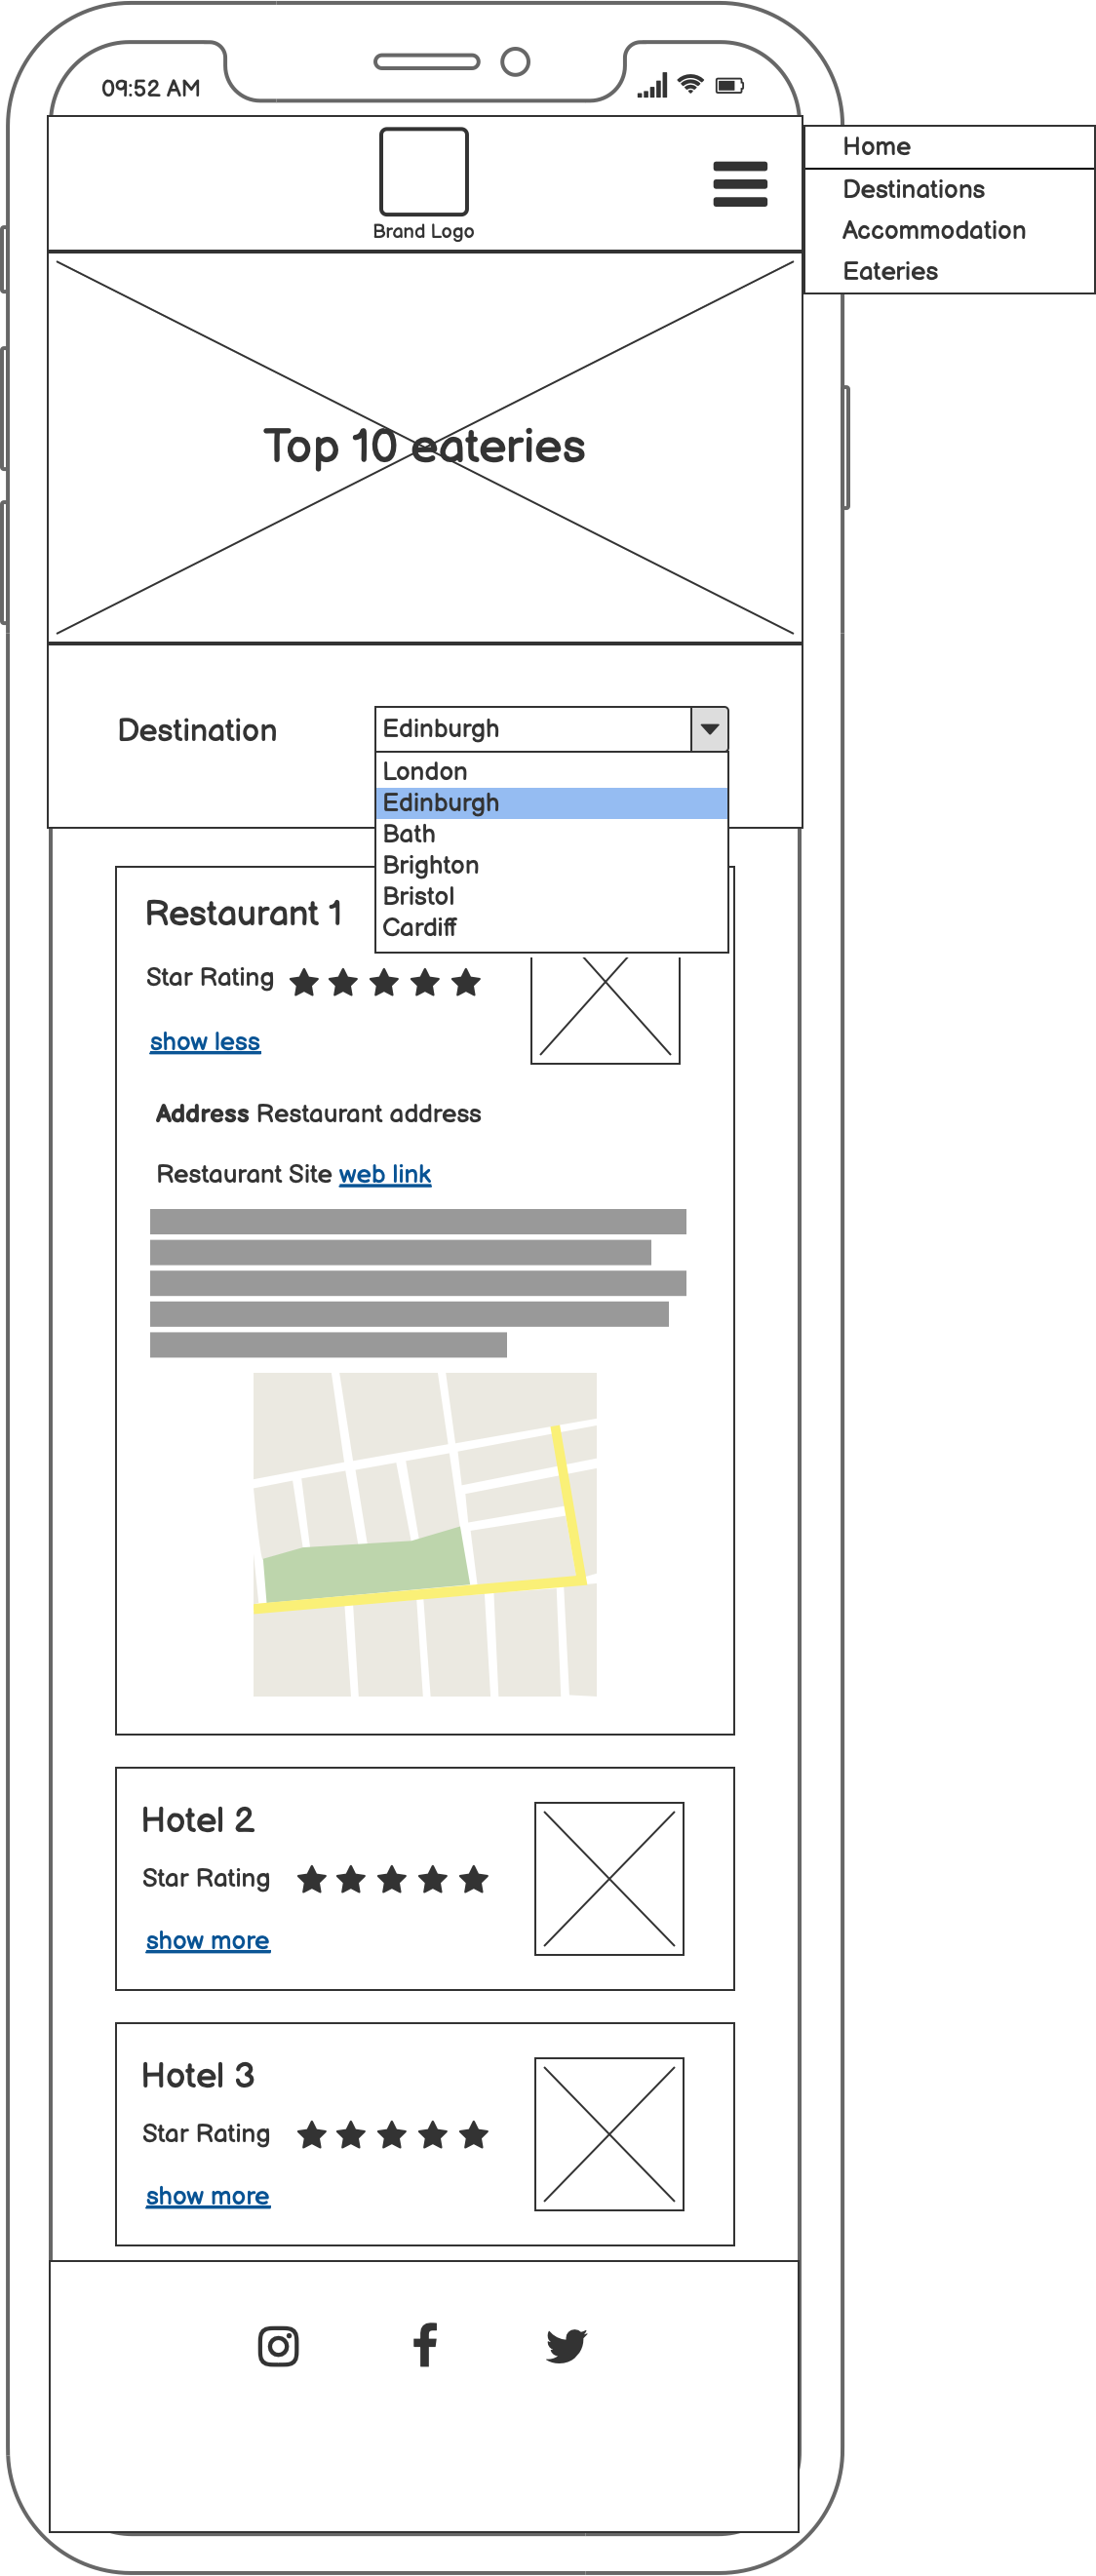 09:52 AM
Brand Logo
Home
Destinations
Accommodation
Eateries
Top 10 eateries
Destination
Edinburgh
London
Edinburgh
Bath
Brighton
Bristol
Cardiff
Restaurant 1
Star Rating
show less
Address Restaurant address
Restaurant Site web link
Hotel 2
Star Rating
show more
Hotel 3
Star Rating
show more